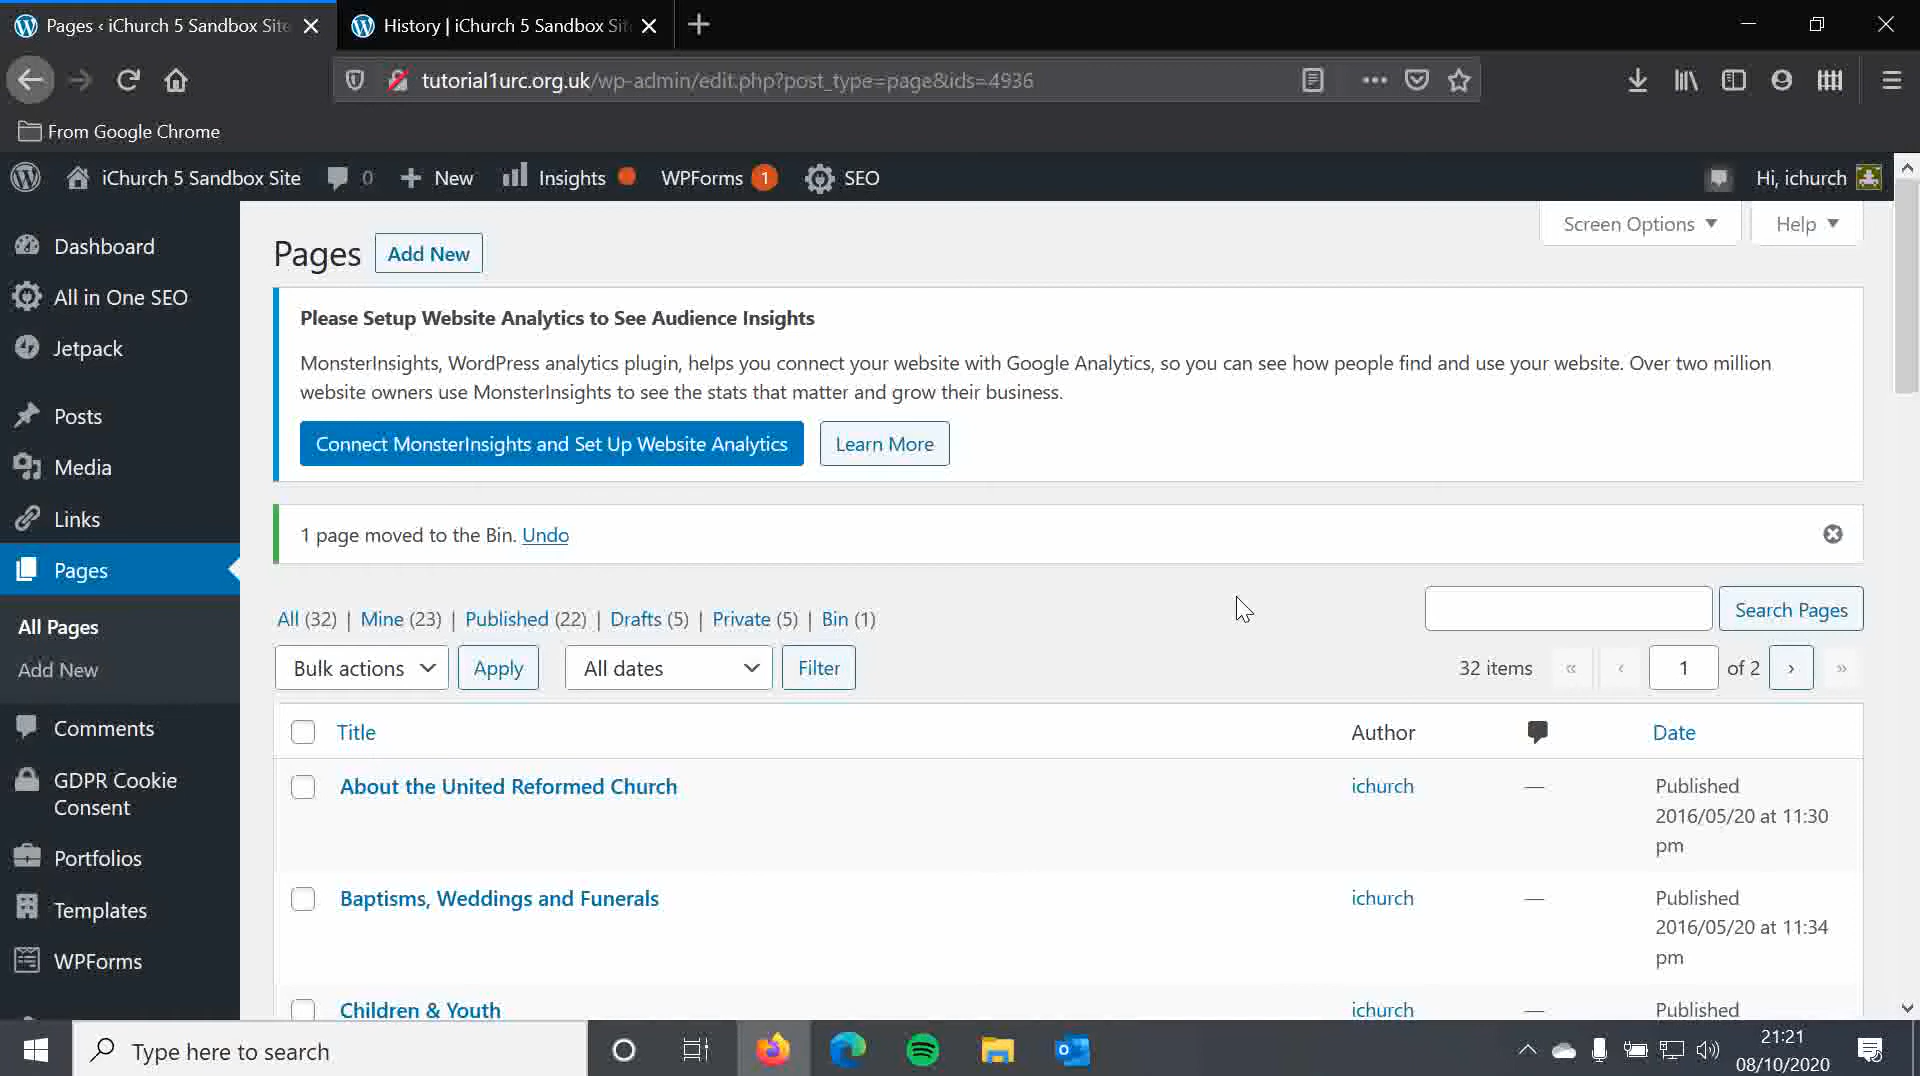 Pages ‹ iChurch 5 Sandbox Site
History | iChurch 5 Sandbox Sit
tutorial1urc.org.uk/wp-admin/edit.php?post_type=page&ids=4936
From Google Chrome
iChurch 5 Sandbox Site
0
New
Insights
WPForms 1
SEO
Hi, ichurch
Dashboard
All in One SEO
Jetpack
Posts
Media
Links
Pages
All Pages
Add New
Comments
GDPR Cookie
Consent
Portfolios
Templates
WPForms
Screen Options
Help
Pages
Add New
Please Setup Website Analytics to See Audience Insights
MonsterInsights, WordPress analytics plugin, helps you connect your website with Google Analytics, so you can see how people find and use your website. Over two million
website owners use MonsterInsights to see the stats that matter and grow their business.
Connect MonsterInsights and Set Up Website Analytics
Learn More
1 page moved to the Bin. Undo
All (32) | Mine (23) | Published (22) | Drafts (5) | Private (5) | Bin (1)
Search Pages
Bulk actions
Apply
All dates
Filter
32 items « ‹ 1 of 2 › »
Title
Author
Date
About the United Reformed Church
ichurch
—
Published
2016/05/20 at 11:30
pm
Baptisms, Weddings and Funerals
ichurch
—
Published
2016/05/20 at 11:34
pm
Children & Youth
ichurch
—
Published
Type here to search
21:21
08/10/2020